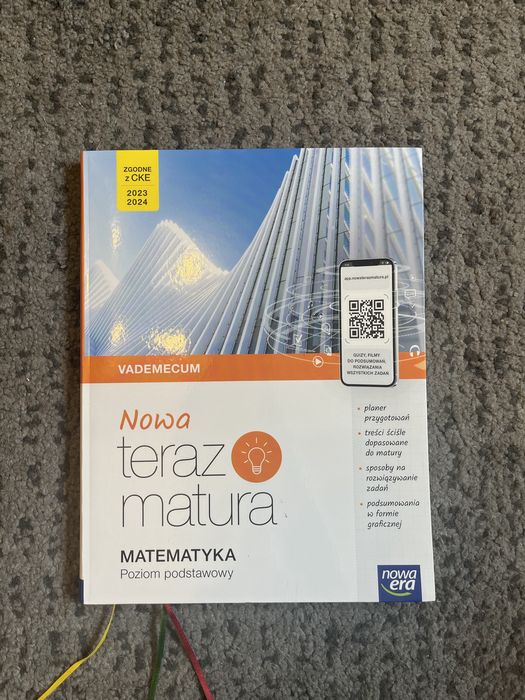 ZGODNE
z CKE
2023
2024
app.nowaterazmatura.pl
QUIZY, FILMY
DO PODSUMOWAŃ,
ROZWIĄZANIA
WSZYSTKICH ZADAŃ
VADEMECUM
Nowa
teraz
matura
MATEMATYKA
Poziom podstawowy
• planer
przygotowań
• treści ściśle
dopasowane
do matury
• sposoby na
rozwiązywanie
zadań
• podsumowania
w formie
graficznej
nowa
era